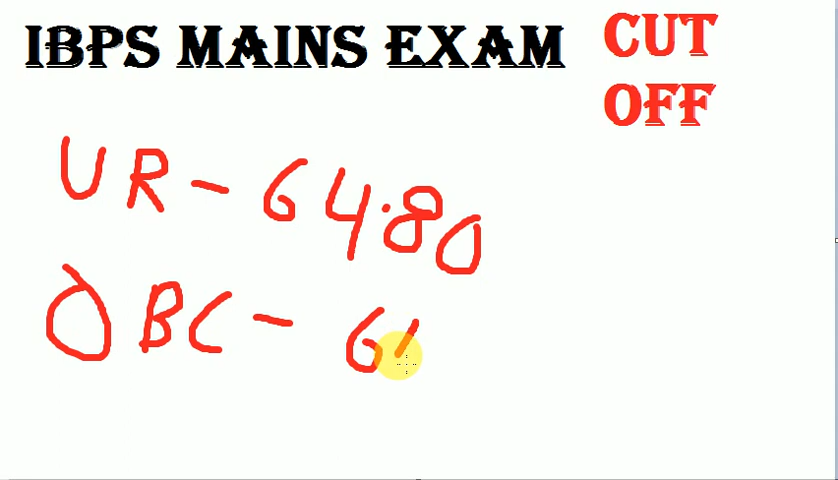 IBPS MAINS EXAM
CUT
OFF
UR - 64.80
OBC - 6